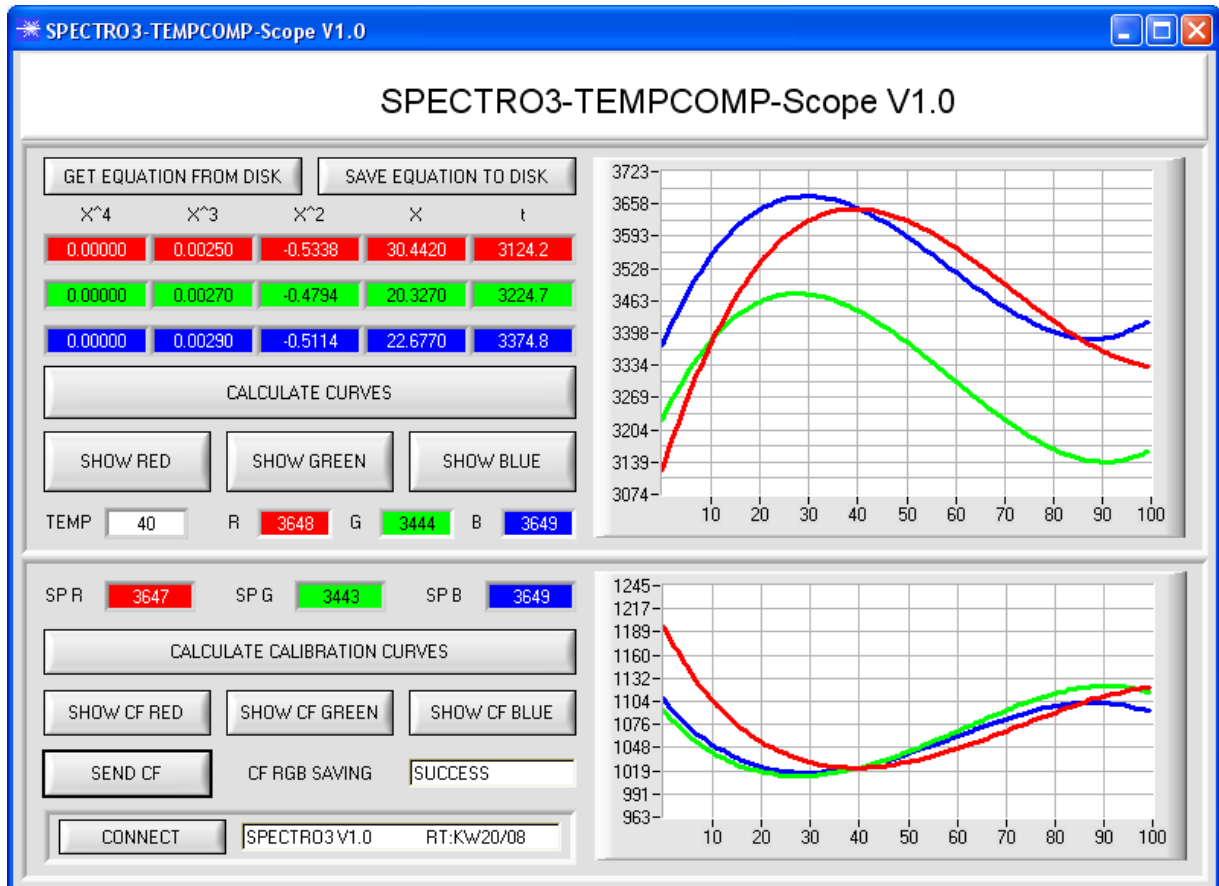 SPECTRO3-TEMPCOMP-Scope V1.0
SPECTRO3-TEMPCOMP-Scope V1.0
GET EQUATION FROM DISK SAVE EQUATION TO DISK
X^4 X^3 X^2 X t
0.00000 0.00250 -0.5338 30.4420 3124.2
0.00000 0.00270 -0.4794 20.3270 3224.7
0.00000 0.00290 -0.5114 22.6770 3374.8
CALCULATE CURVES
SHOW RED SHOW GREEN SHOW BLUE
TEMP 40 R 3648 G 3444 B 3649
3723
3658
3593
3528
3463
3398
3334
3269
3204
3139
3074
10 20 30 40 50 60 70 80 90 100
SP R 3647 SP G 3443 SP B 3649
CALCULATE CALIBRATION CURVES
SHOW CF RED SHOW CF GREEN SHOW CF BLUE
SEND CF CF RGB SAVING SUCCESS
CONNECT SPECTRO3 V1.0 RT:KW20/08
1245
1217
1189
1160
1132
1104
1076
1048
1019
991
963
10 20 30 40 50 60 70 80 90 100